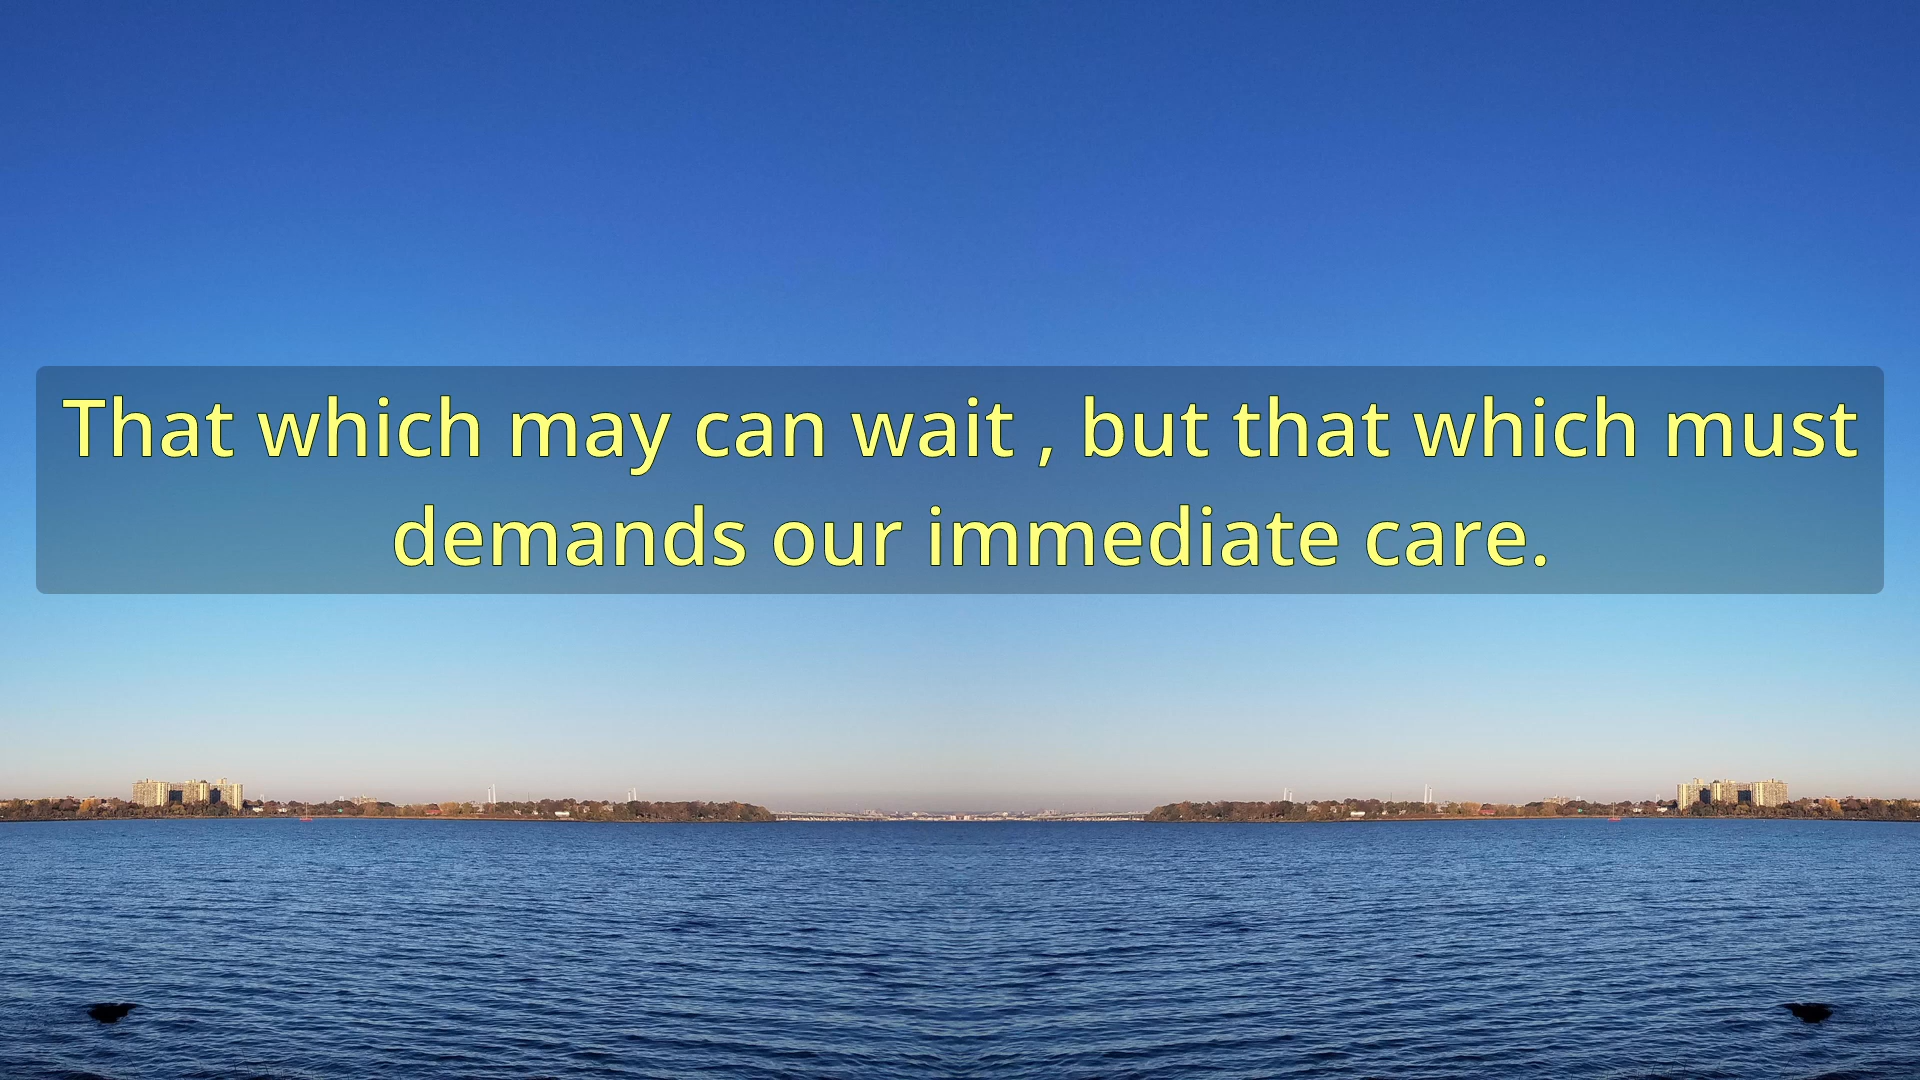 That which may can wait , but that which must
demands our immediate care.